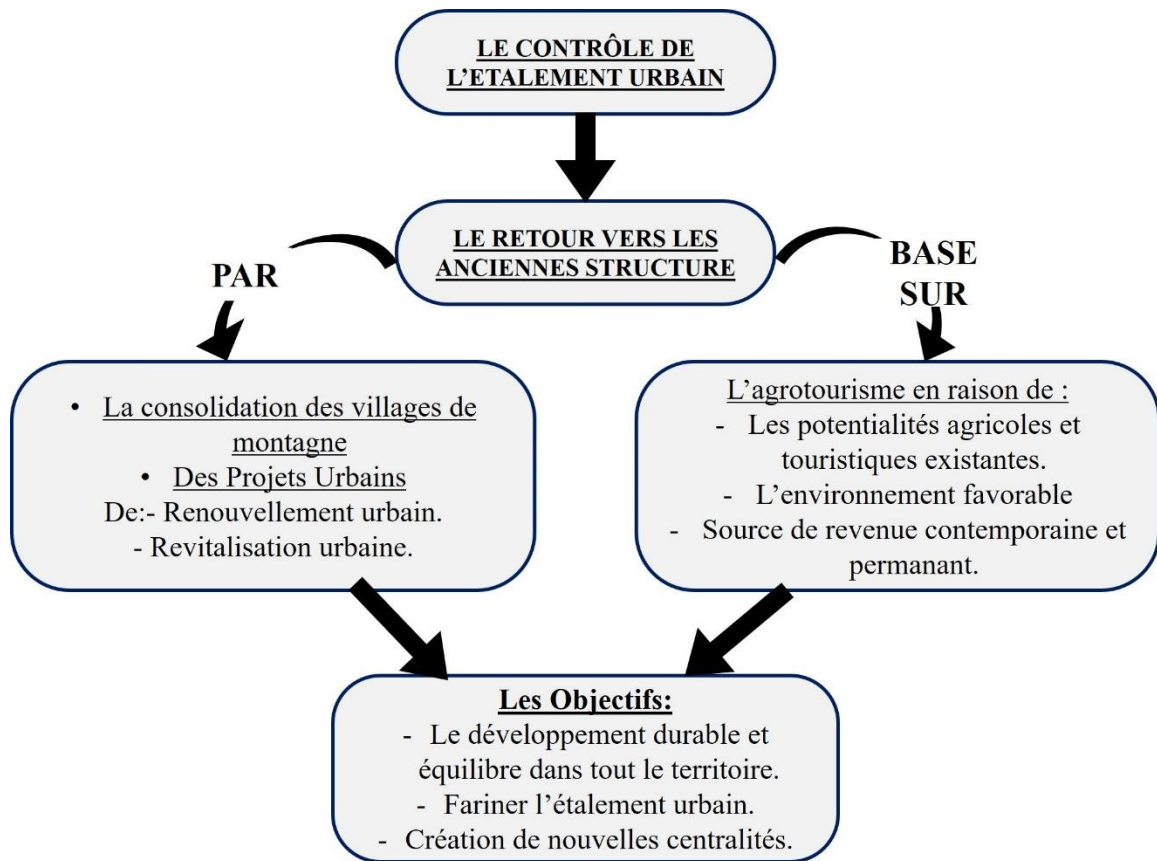 LE CONTRÔLE DE
L'ETALEMENT URBAIN
LE RETOUR VERS LES
ANCIENNES STRUCTURE
PAR
BASE
SUR
• La consolidation des villages de
montagne
• Des Projets Urbains
De:- Renouvellement urbain.
- Revitalisation urbaine.
L'agrotourisme en raison de :
- Les potentialités agricoles et
touristiques existantes.
- L'environnement favorable
- Source de revenue contemporaine et
permanant.
Les Objectifs:
- Le développement durable et
équilibre dans tout le territoire.
- Fariner l'étalement urbain.
- Création de nouvelles centralités.